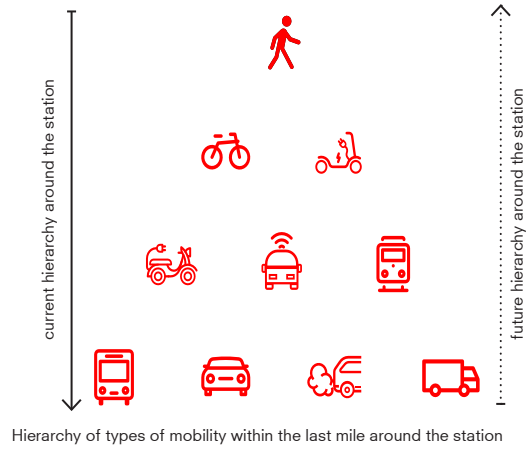 current hierarchy around the station
future hierarchy around the station
Hierarchy of types of mobility within the last mile around the station